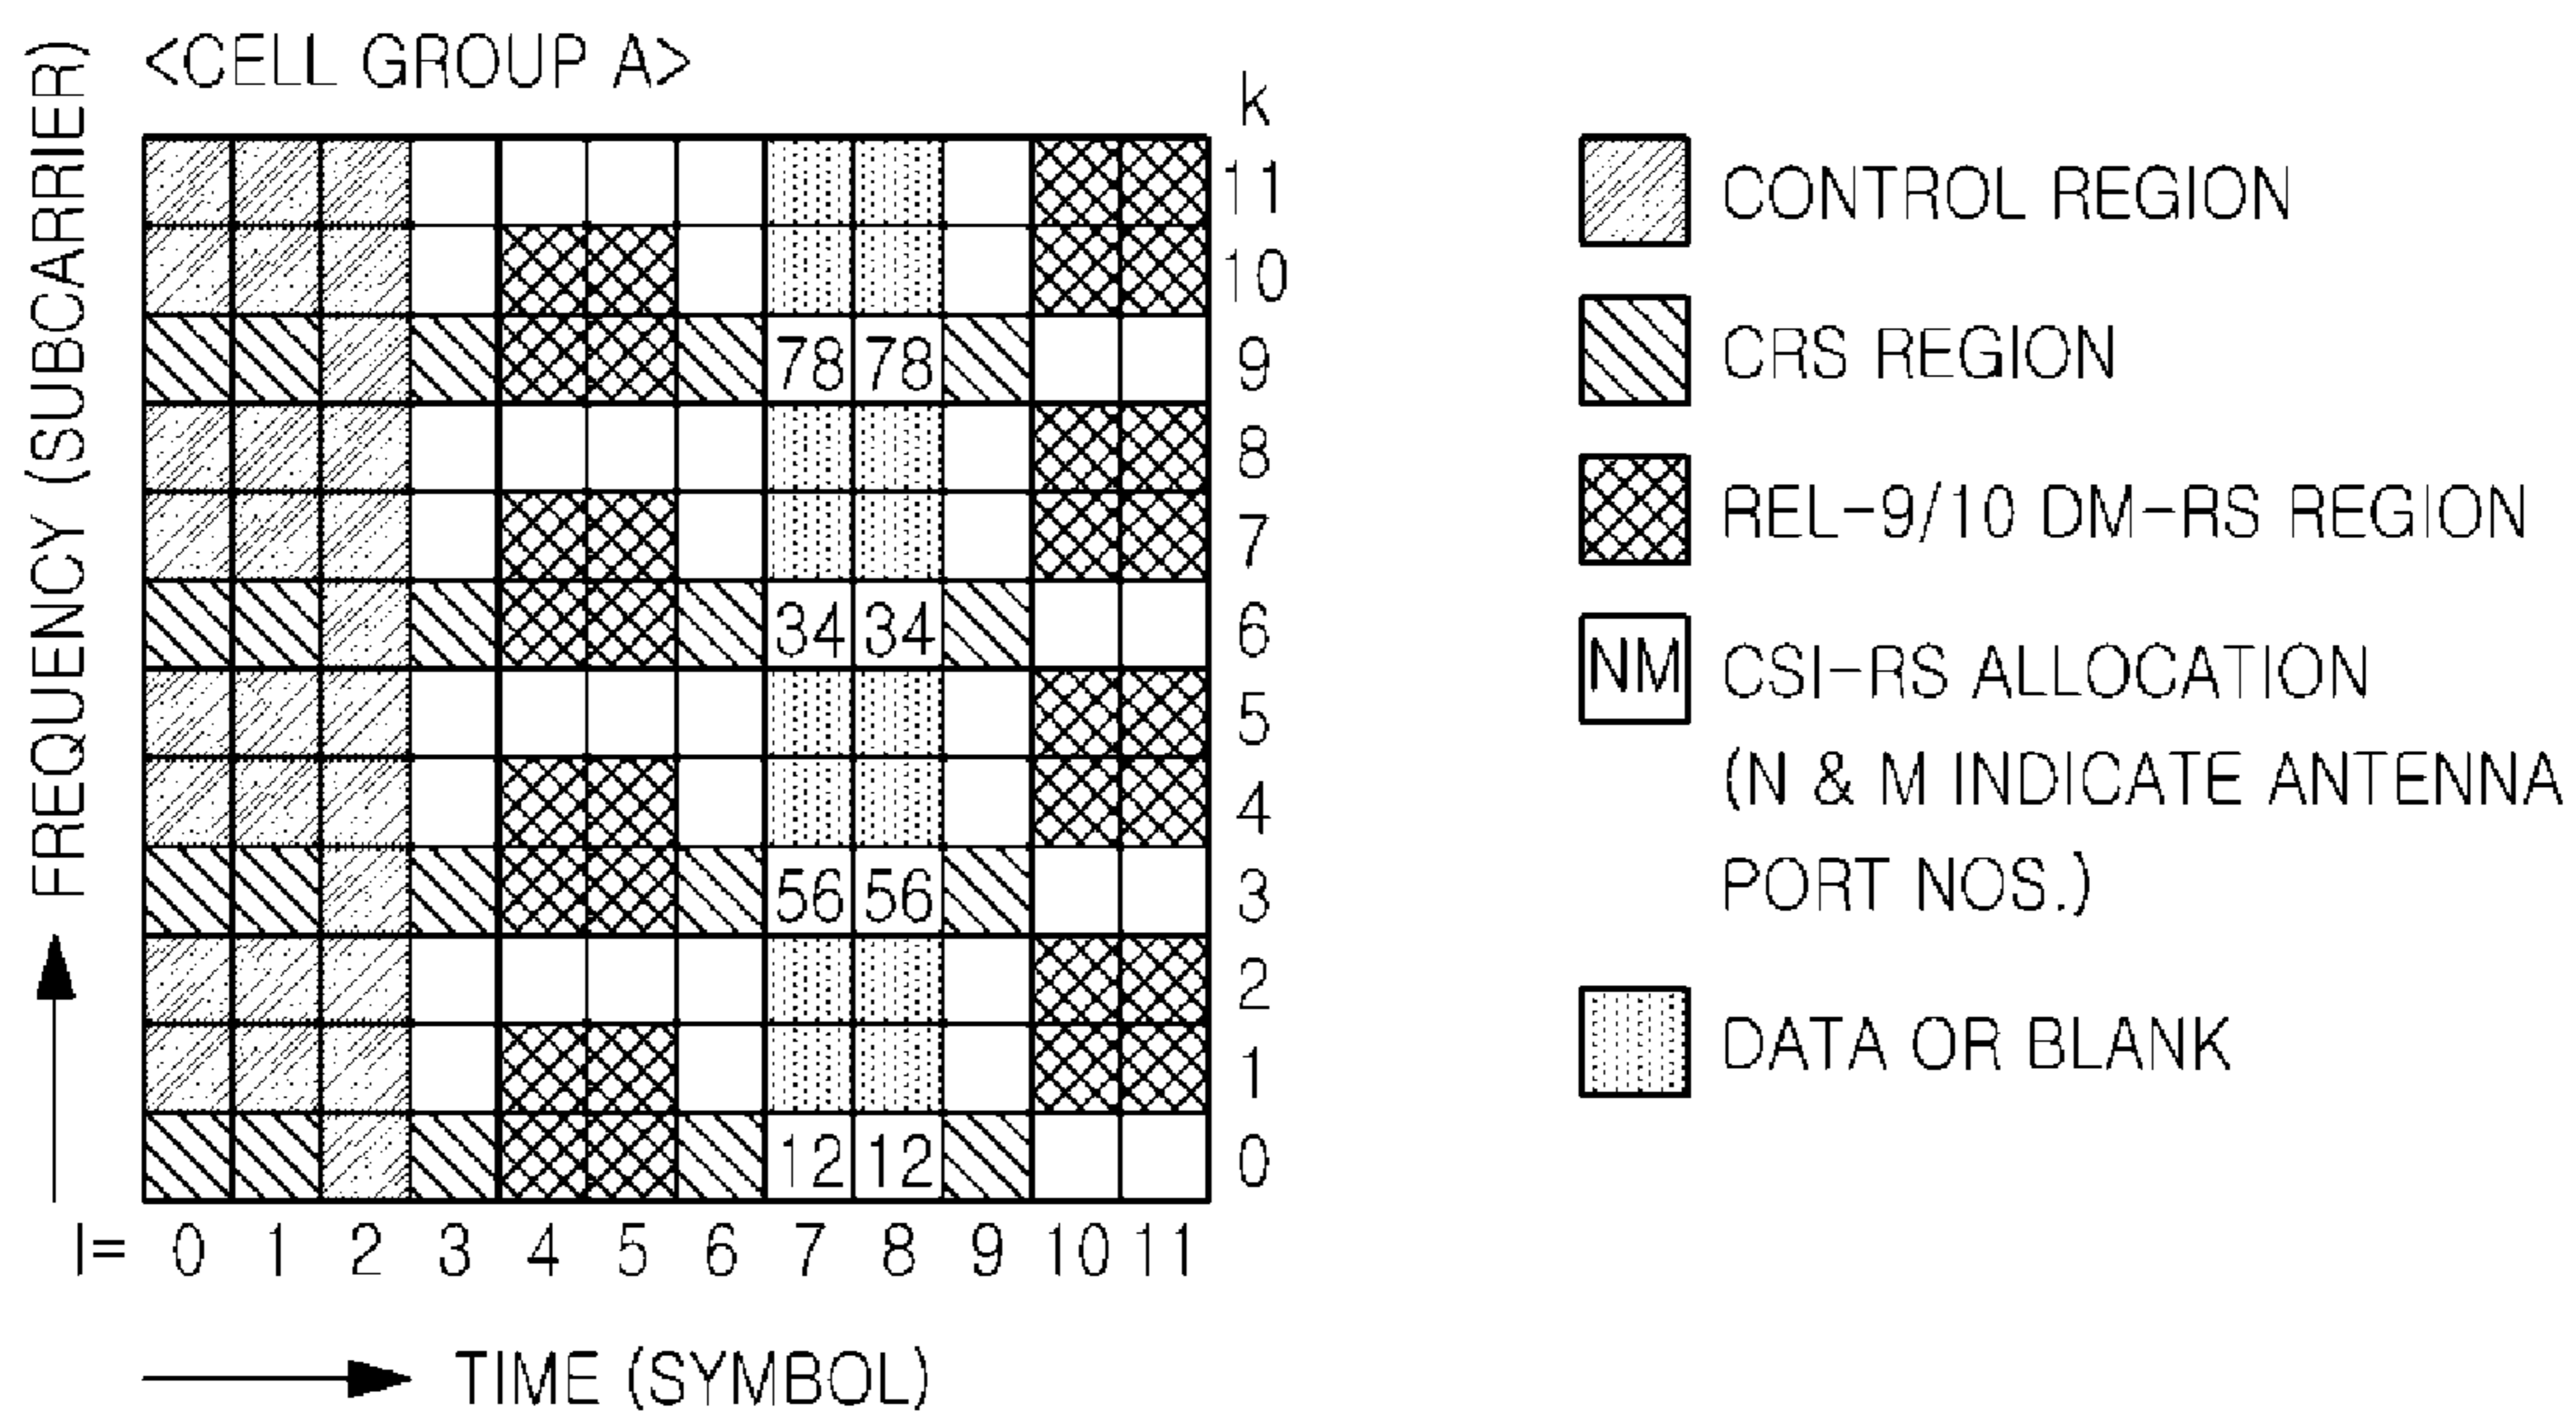 <CELL GROUP A>
FREQUENCY (SUBCARRIER)
k
11
10
78 78 9
8
7
34 34 6
5
4
56 56 3
2
1
12 12 0
l= 0 1 2 3 4 5 6 7 8 9 10 11
TIME (SYMBOL)
CONTROL REGION
CRS REGION
REL-9/10 DM-RS REGION
NM CSI-RS ALLOCATION
(N & M INDICATE ANTENNA
PORT NOS.)
DATA OR BLANK